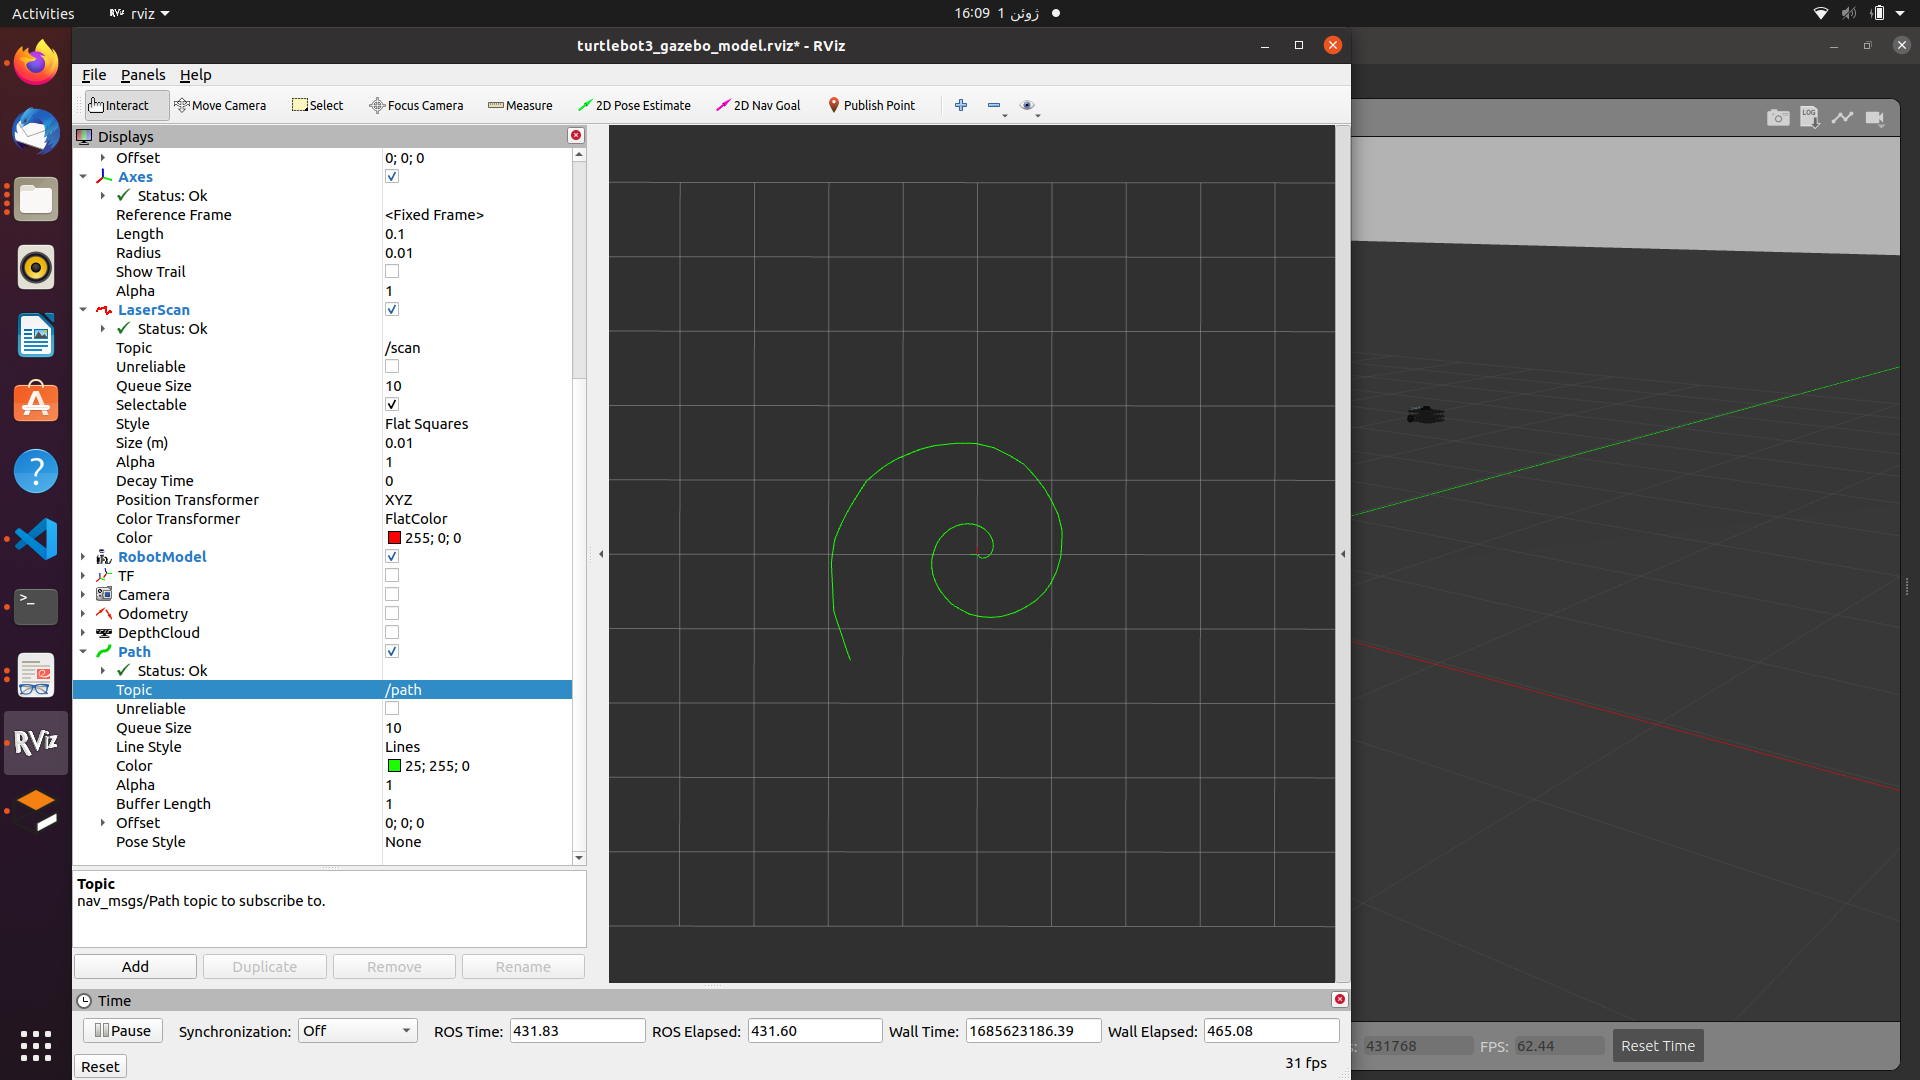 Activities
RViz rviz
16:09 1 ژوئن
turtlebot3_gazebo_model.rviz* - RViz
File Panels Help
Interact Move Camera Select Focus Camera Measure 2D Pose Estimate 2D Nav Goal Publish Point
LOG
Displays
Offset 0; 0; 0
Axes
Status: Ok
Reference Frame <Fixed Frame>
Length 0.1
Radius 0.01
Show Trail
Alpha 1
LaserScan
Status: Ok
Topic /scan
Unreliable
Queue Size 10
Selectable
Style Flat Squares
Size (m) 0.01
Alpha 1
Decay Time 0
Position Transformer XYZ
Color Transformer FlatColor
Color 255; 0; 0
RobotModel
TF
Camera
Odometry
DepthCloud
Path
Status: Ok
Topic /path
Unreliable
Queue Size 10
Line Style Lines
Color 25; 255; 0
Alpha 1
Buffer Length 1
Offset 0; 0; 0
Pose Style None
RViz
Topic
nav_msgs/Path topic to subscribe to.
Add Duplicate Remove Rename
Time
Pause Synchronization: Off ROS Time: 431.83 ROS Elapsed: 431.60 Wall Time: 1685623186.39 Wall Elapsed: 465.08
431768 FPS: 62.44 Reset Time
Reset 31 fps